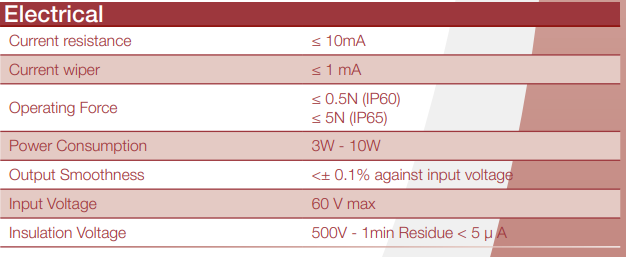 Electrical
Current resistance ≤ 10mA
Current wiper ≤ 1 mA
Operating Force ≤ 0.5N (IP60)
≤ 5N (IP65)
Power Consumption 3W - 10W
Output Smoothness <± 0.1% against input voltage
Input Voltage 60 V max
Insulation Voltage 500V - 1min Residue < 5 µ A